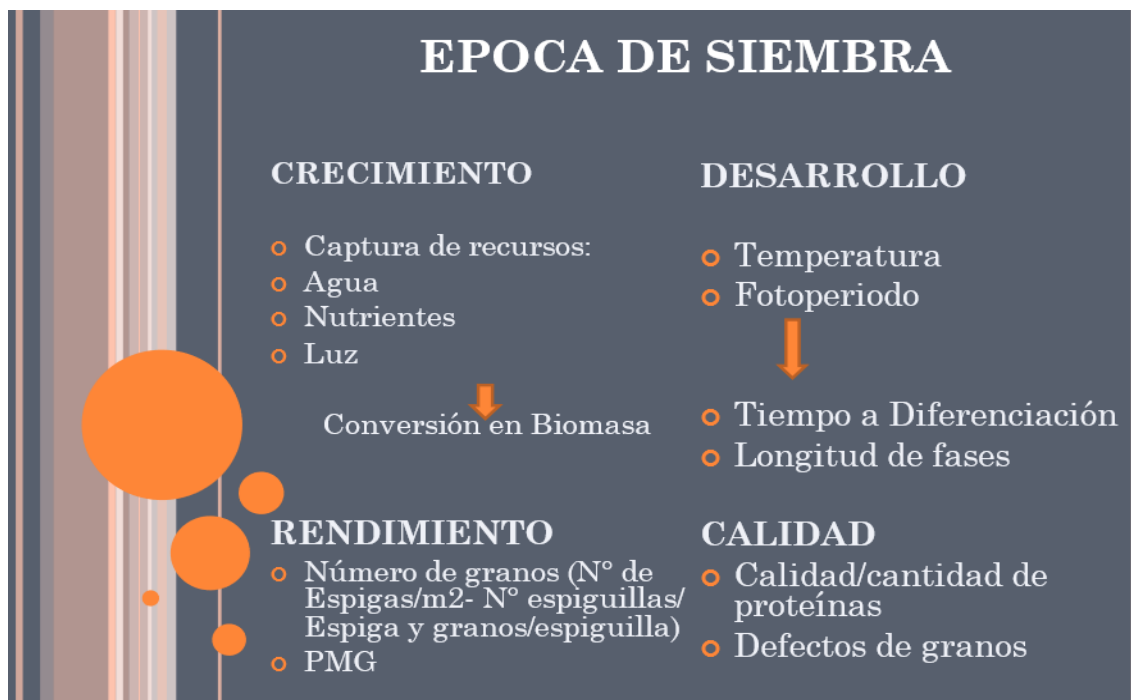 EPOCA DE SIEMBRA
CRECIMIENTO
Captura de recursos:
Agua
Nutrientes
Luz
Conversión en Biomasa
DESARROLLO
Temperatura
Fotoperiodo
Tiempo a Diferenciación
Longitud de fases
RENDIMIENTO
Número de granos (Nº de
Espigas/m2- Nº espiguillas/
Espiga y granos/espiguilla)
PMG
CALIDAD
Calidad/cantidad de
proteínas
Defectos de granos